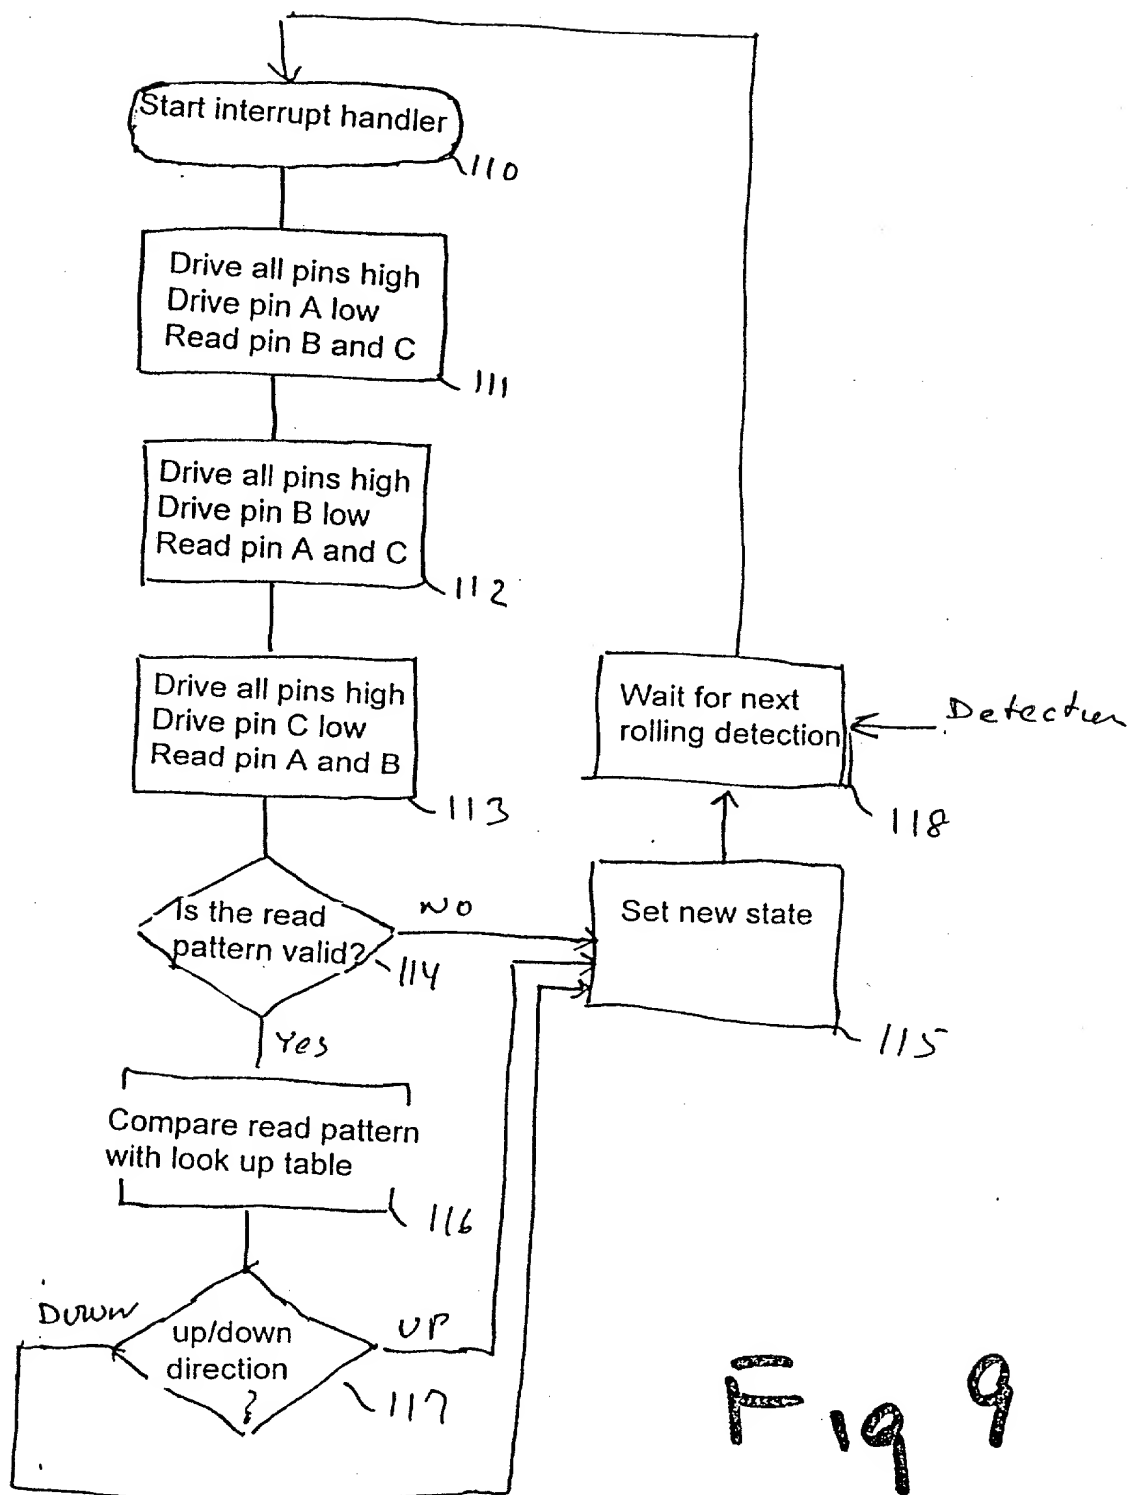 Start interrupt handler
110
Drive all pins high
Drive pin A low
Read pin B and C
111
Drive all pins high
Drive pin B low
Read pin A and C
112
Drive all pins high
Drive pin C low
Read pin A and B
113
Is the read
pattern valid?
114
NO
Yes
Compare read pattern
with look up table
116
up/down
direction
?
117
Down
UP
Set new state
115
Wait for next
rolling detection
118
Detection
Fig 9